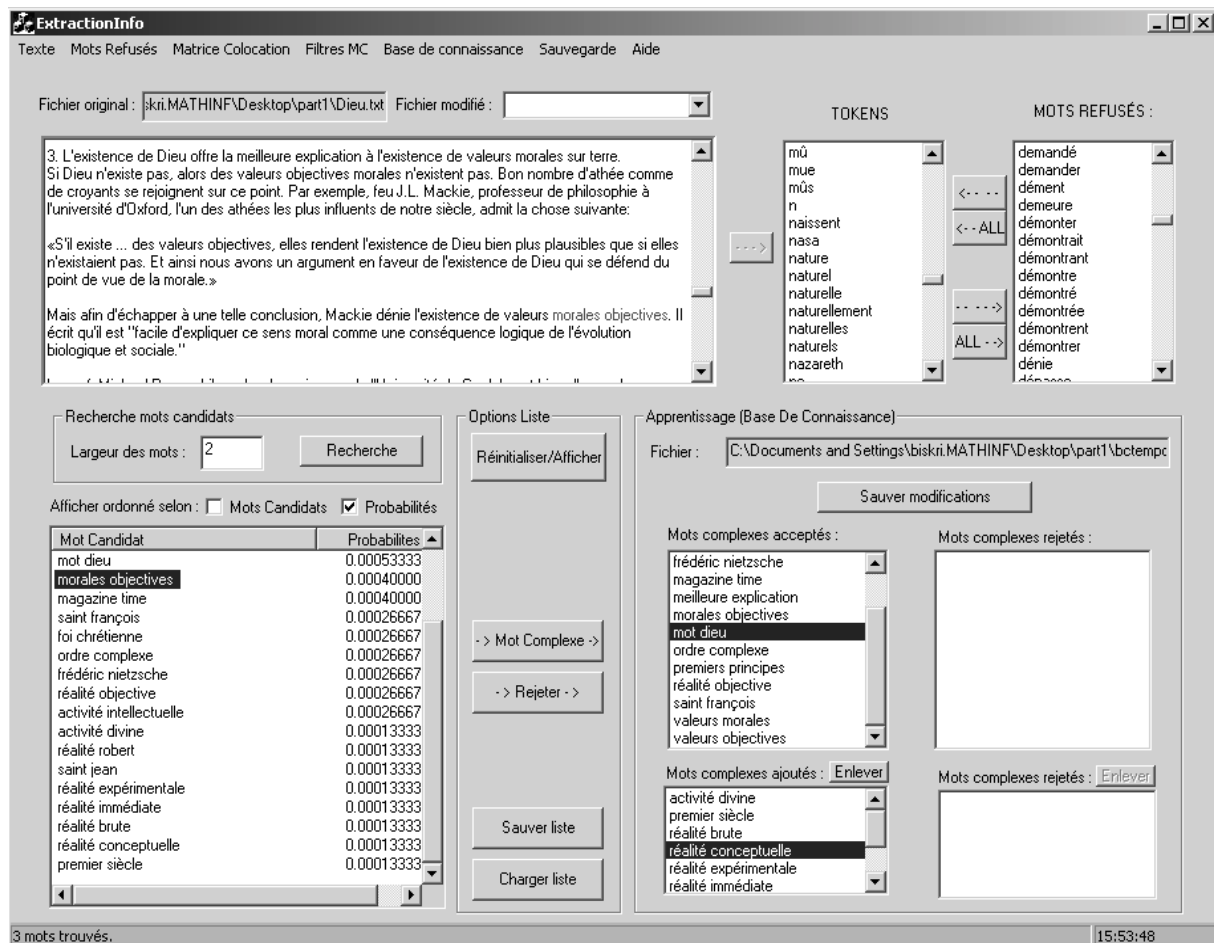 ExtractionInfo
Texte Mots Refusés Matrice Colocation Filtres MC Base de connaissance Sauvegarde Aide
Fichier original : skri.MATHINF\Desktop\part1\Dieu.txt Fichier modifié :
3. L'existence de Dieu offre la meilleure explication à l'existence de valeurs morales sur terre.
Si Dieu n'existe pas, alors des valeurs objectives morales n'existent pas. Bon nombre d'athée comme
de croyants se rejoignent sur ce point. Par exemple, feu J.L. Mackie, professeur de philosophie à
l'université d'Oxford, l'un des athées les plus influents de notre siècle, admit la chose suivante:
«S'il existe ... des valeurs objectives, elles rendent l'existence de Dieu bien plus plausibles que si elles
n'existaient pas. Et ainsi nous avons un argument en faveur de l'existence de Dieu qui se défend du
point de vue de la morale.»
Mais afin d'échapper à une telle conclusion, Mackie dénie l'existence de valeurs morales objectives. Il
écrit qu'il est "facile d'expliquer ce sens moral comme une conséquence logique de l'évolution
biologique et sociale."
- - - >
TOKENS
mû
mue
mûs
n
naissent
nasa
nature
naturel
naturelle
naturellement
naturelles
naturels
nazareth
<- -- - -
<- - ALL
-- - -->
ALL - ->
MOTS REFUSÉS :
demandé
demander
dément
demeure
démonter
démontrait
démontrant
démontre
démontré
démontrée
démontrent
démontrer
dénie
dépasse
Recherche mots candidats
Largeur des mots : 2 Recherche
Afficher ordonné selon : Mots Candidats Probabilités
Mot Candidat Probabilites
mot dieu 0.00053333
morales objectives 0.00040000
magazine time 0.00040000
saint françois 0.00026667
foi chrétienne 0.00026667
ordre complexe 0.00026667
frédéric nietzsche 0.00026667
réalité objective 0.00026667
activité intellectuelle 0.00026667
activité divine 0.00013333
réalité robert 0.00013333
saint jean 0.00013333
réalité expérimentale 0.00013333
réalité immédiate 0.00013333
réalité brute 0.00013333
réalité conceptuelle 0.00013333
premier siècle 0.00013333
Options Liste
Réinitialiser/Afficher
- > Mot Complexe ->
- > Rejeter - >
Sauver liste
Charger liste
Apprentissage (Base De Connaissance)
Fichier : C:\Documents and Settings\biskri.MATHINF\Desktop\part1\bctempc
Sauver modifications
Mots complexes acceptés :
frédéric nietzsche
magazine time
meilleure explication
morales objectives
mot dieu
ordre complexe
premiers principes
réalité objective
saint françois
valeurs morales
valeurs objectives
Mots complexes rejetés :
Mots complexes ajoutés : Enlever
activité divine
premier siècle
réalité brute
réalité conceptuelle
réalité expérimentale
réalité immédiate
Mots complexes rejetés : Enlever
3 mots trouvés. 15:53:48